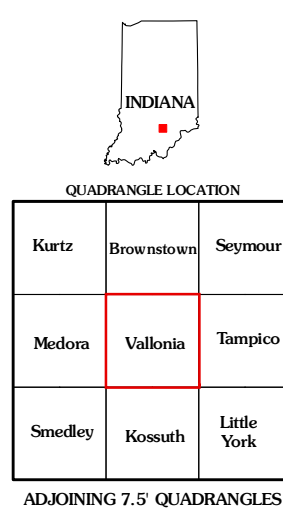 INDIANA
QUADRANGLE LOCATION
Kurtz Brownstown Seymour
Medora Vallonia Tampico
Smedley Kossuth Little York
ADJOINING 7.5' QUADRANGLES